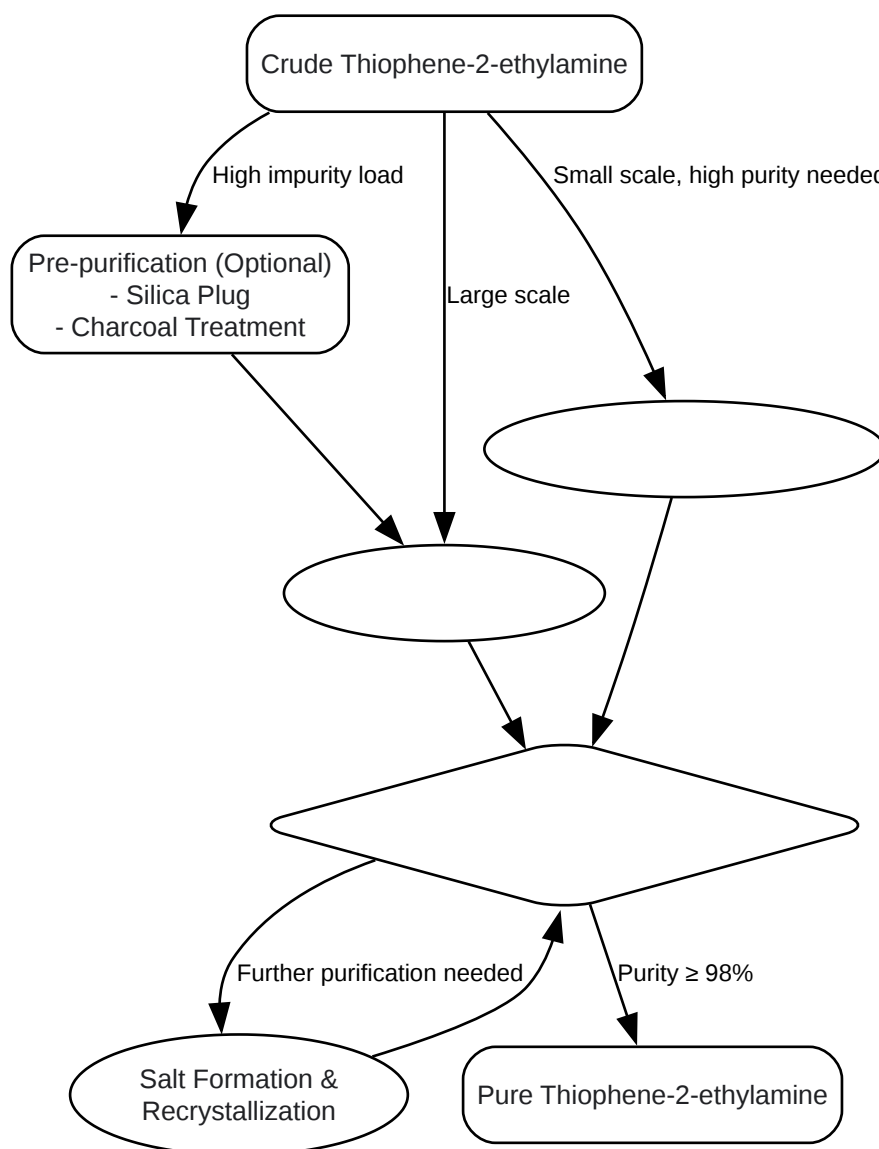 Crude Thiophene-2-ethylamine
High impurity load
Small scale, high purity needed
Pre-purification (Optional)
- Silica Plug
- Charcoal Treatment
Large scale
Further purification needed
Purity ≥ 98%
Salt Formation &
Recrystallization
Pure Thiophene-2-ethylamine